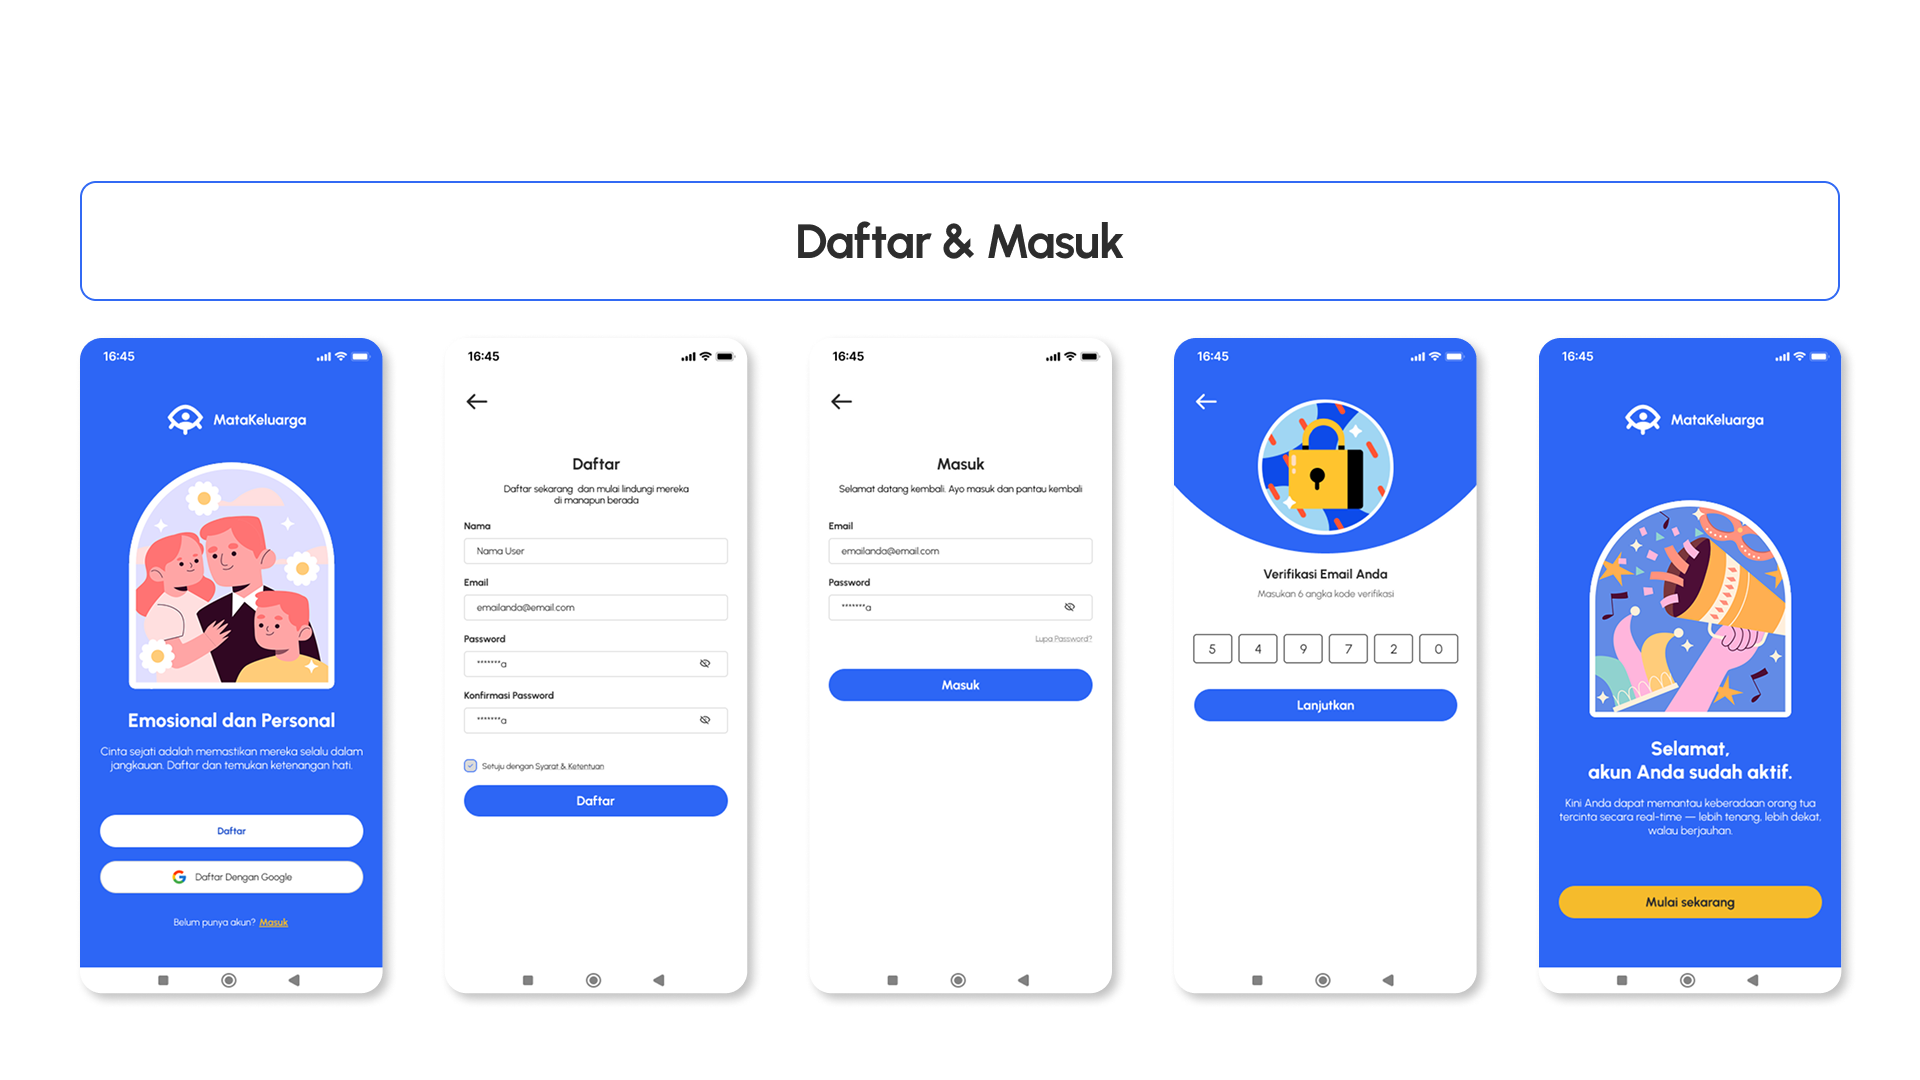 Daftar & Masuk
16:45
MataKeluarga
Emosional dan Personal
Cinta sejati adalah memastikan mereka selalu dalam
jangkauan. Daftar dan temukan ketenangan hati.
Daftar
Daftar Dengan Google
Belum punya akun? Masuk
16:45
Daftar
Daftar sekarang dan mulai lindungi mereka
di manapun berada
Nama
Nama User
Email
emailanda@email.com
Password
*******a
Konfirmasi Password
*******a
Setuju dengan Syarat & Ketentuan
Daftar
16:45
Masuk
Selamat datang kembali. Ayo masuk dan pantau kembali
Email
emailanda@email.com
Password
*******a
Lupa Password?
Masuk
16:45
Verifikasi Email Anda
Masukan 6 angka kode verifikasi
5 4 9 7 2 0
Lanjutkan
16:45
MataKeluarga
Selamat,
akun Anda sudah aktif.
Kini Anda dapat memantau keberadaan orang tua
tercinta secara real-time — lebih tenang, lebih dekat,
walau berjauhan.
Mulai sekarang